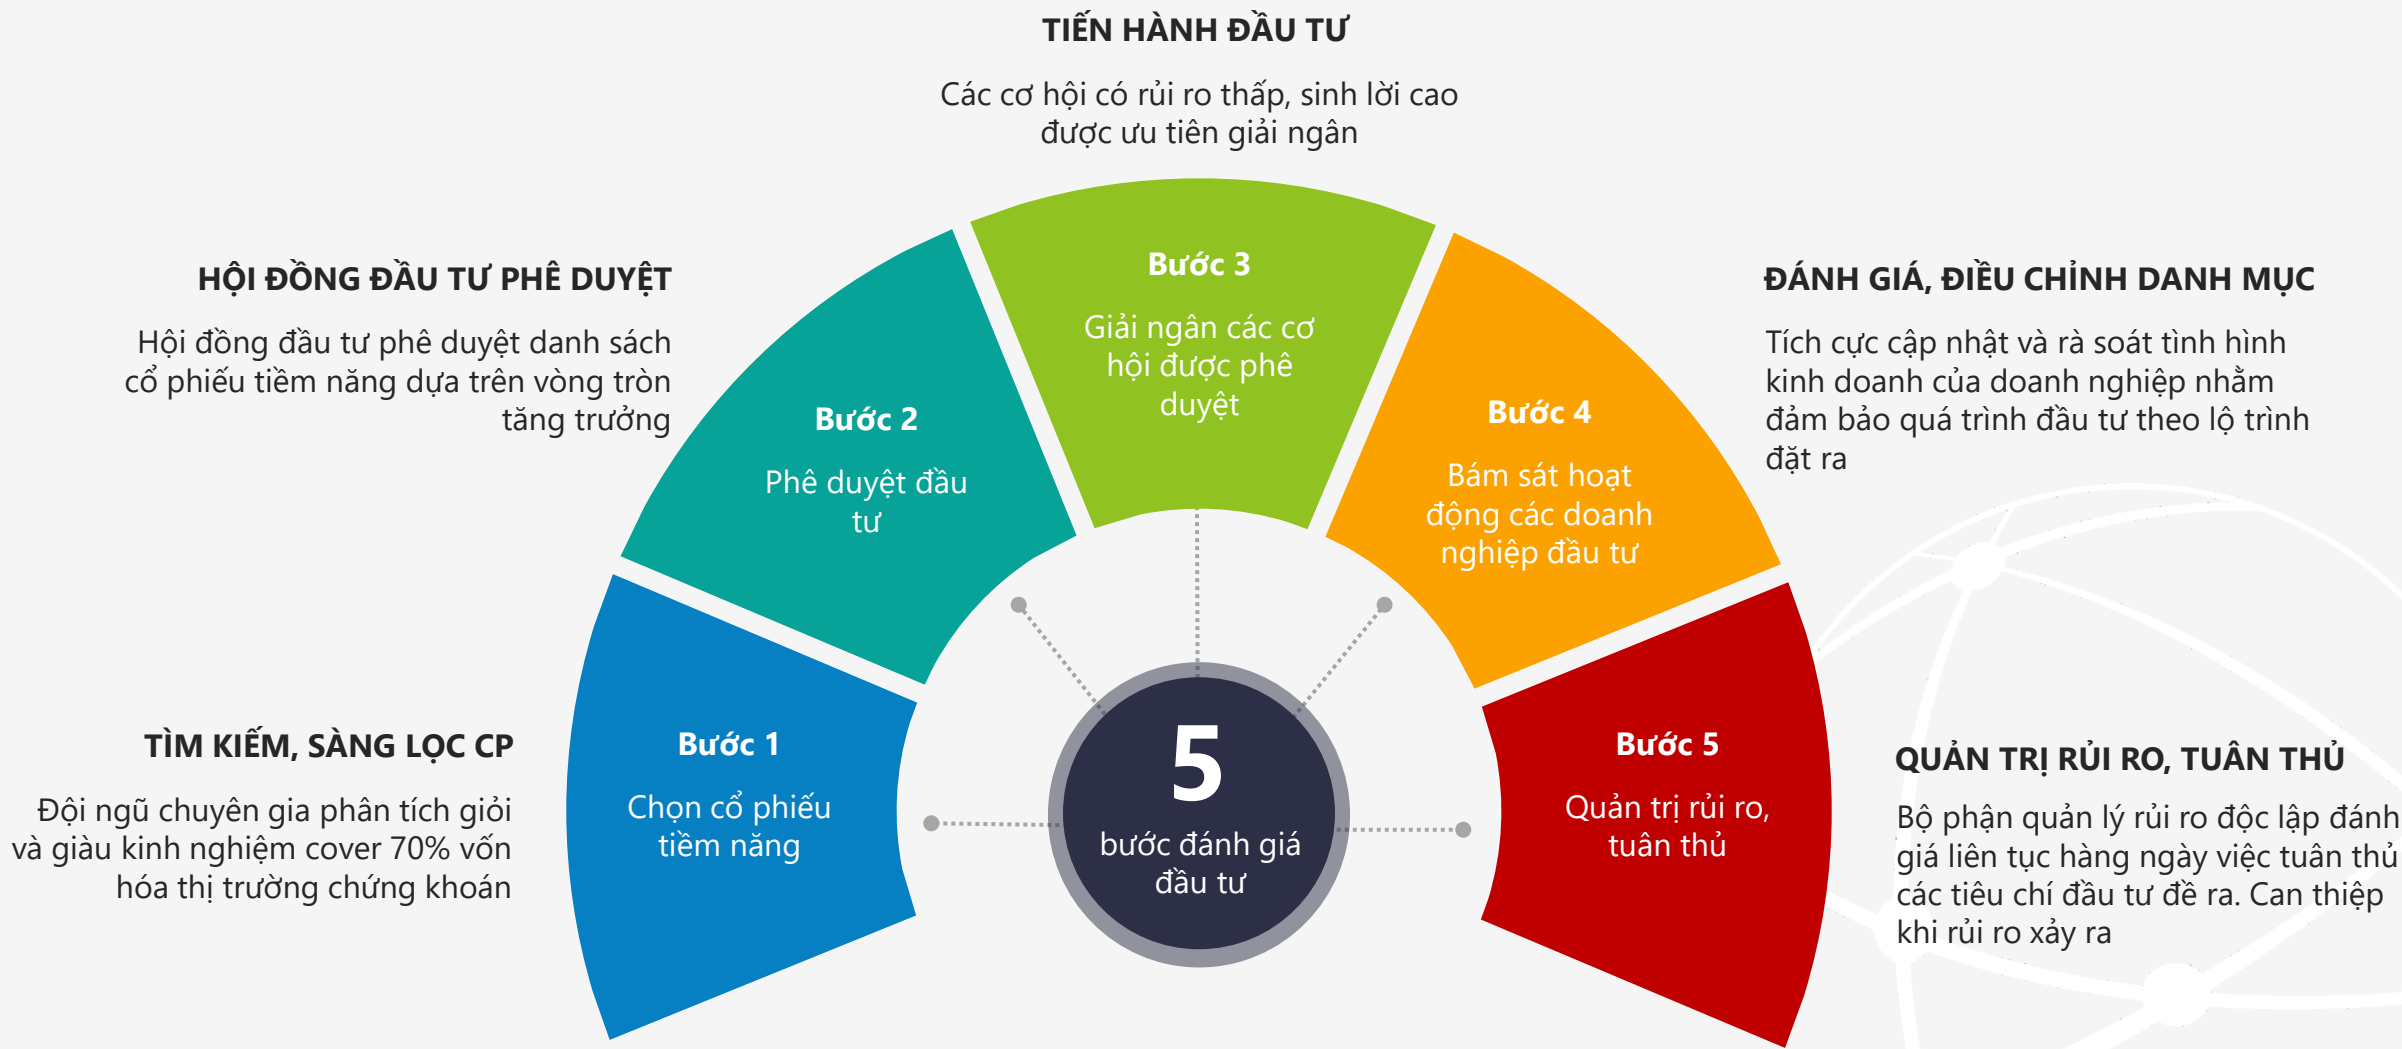 TIẾN HÀNH ĐẦU TƯ
Các cơ hội có rủi ro thấp, sinh lời cao
được ưu tiên giải ngân
HỘI ĐỒNG ĐẦU TƯ PHÊ DUYỆT
Hội đồng đầu tư phê duyệt danh sách
cổ phiếu tiềm năng dựa trên vòng tròn
tăng trưởng
Bước 3
Giải ngân các cơ
hội được phê
duyệt
ĐÁNH GIÁ, ĐIỀU CHỈNH DANH MỤC
Tích cực cập nhật và rà soát tình hình
kinh doanh của doanh nghiệp nhằm
đảm bảo quá trình đầu tư theo lộ trình
đặt ra
Bước 2
Phê duyệt đầu
tư
Bước 4
Bám sát hoạt
động các doanh
nghiệp đầu tư
TÌM KIẾM, SÀNG LỌC CP
Đội ngũ chuyên gia phân tích giỏi
và giàu kinh nghiệm cover 70% vốn
hóa thị trường chứng khoán
Bước 1
Chọn cổ phiếu
tiềm năng
5
bước đánh giá
đầu tư
Bước 5
Quản trị rủi ro,
tuân thủ
QUẢN TRỊ RỦI RO, TUÂN THỦ
Bộ phận quản lý rủi ro độc lập đánh
giá liên tục hàng ngày việc tuân thủ
các tiêu chí đầu tư đề ra. Can thiệp
khi rủi ro xảy ra